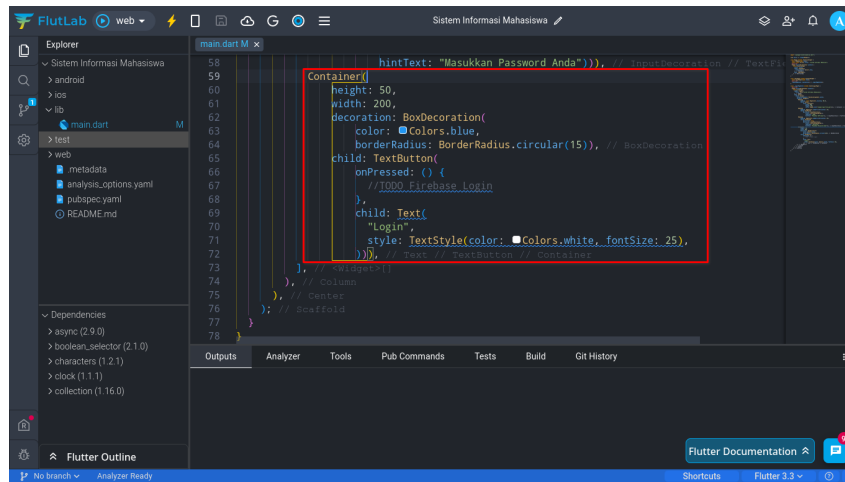 FlutLab web G Sistem Informasi Mahasiswa A
Explorer
Sistem Informasi Mahasiswa
> android
> ios
lib
main.dart M
> test
> web
.metadata
analysis_options.yaml
pubspec.yaml
README.md
Dependencies
> async (2.9.0)
> boolean_selector (2.1.0)
> characters (1.2.1)
> clock (1.1.1)
> collection (1.16.0)
Flutter Outline
main.dart M ×
58 hintText: "Masukkan Password Anda"))), // InputDecoration // TextFie
59 Container(
60 height: 50,
61 width: 200,
62 decoration: BoxDecoration(
63 color: Colors.blue,
64 borderRadius: BorderRadius.circular(15)), // BoxDecoration
65 child: TextButton(
66 onPressed: () {
67 //TODO Firebase Login
68 },
69 child: Text(
70 "Login",
71 style: TextStyle(color: Colors.white, fontSize: 25),
72 ))), // Text // TextButton // Container
73 ], // <Widget>[]
74 ), // Column
75 ), // Center
76 ); // Scaffold
77 }
78 }
Outputs Analyzer Tools Pub Commands Tests Build Git History
Flutter Documentation
No branch Analyzer Ready Shortcuts Flutter 3.3